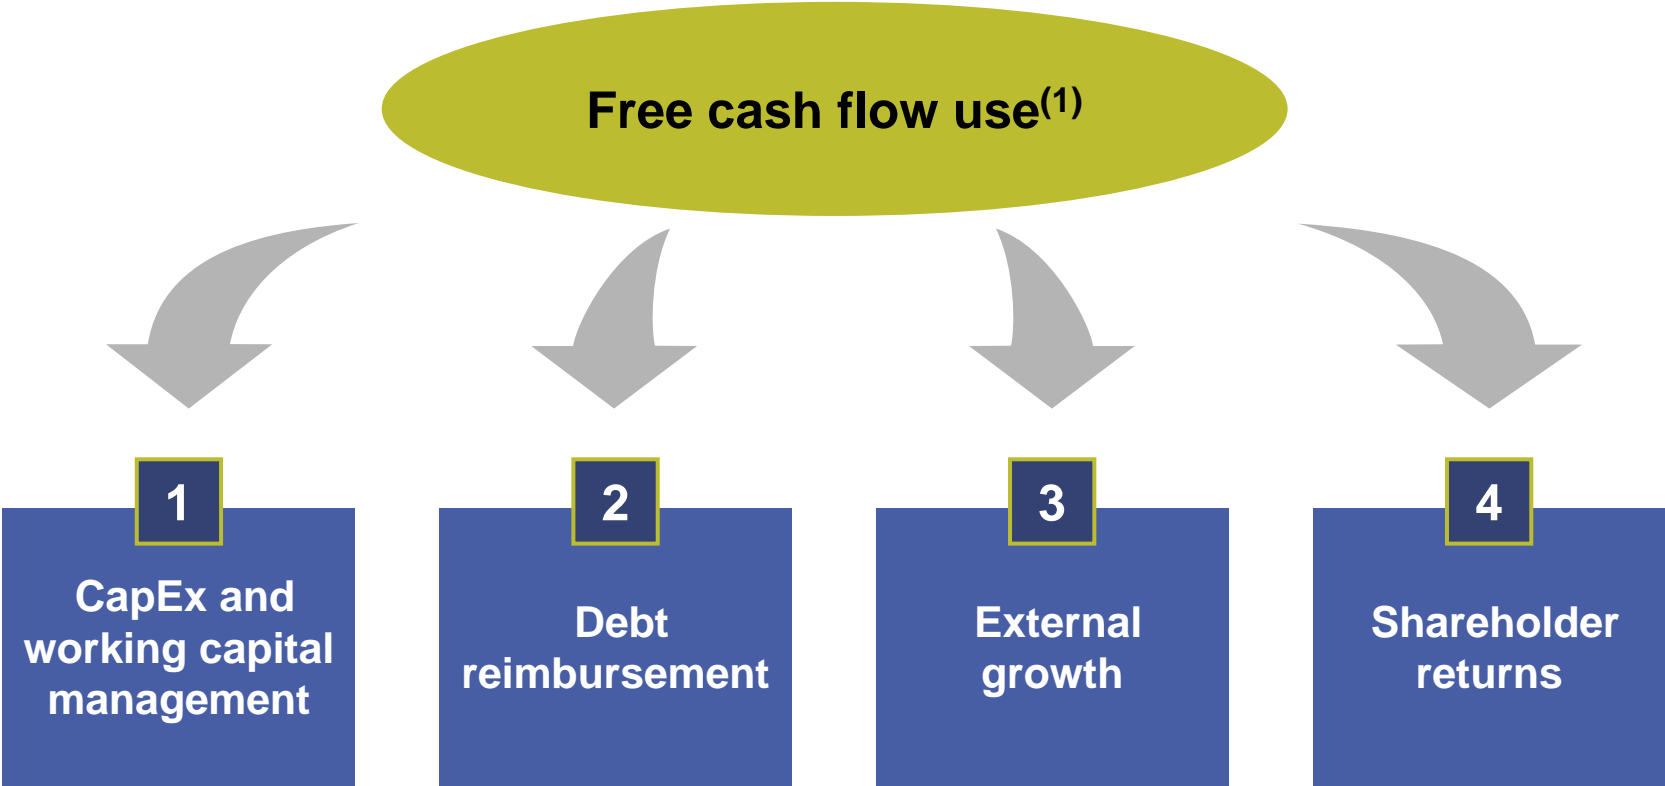 Free cash flow use(1)
1
CapEx and
working capital
management
2
Debt
reimbursement
3
External
growth
4
Shareholder
returns